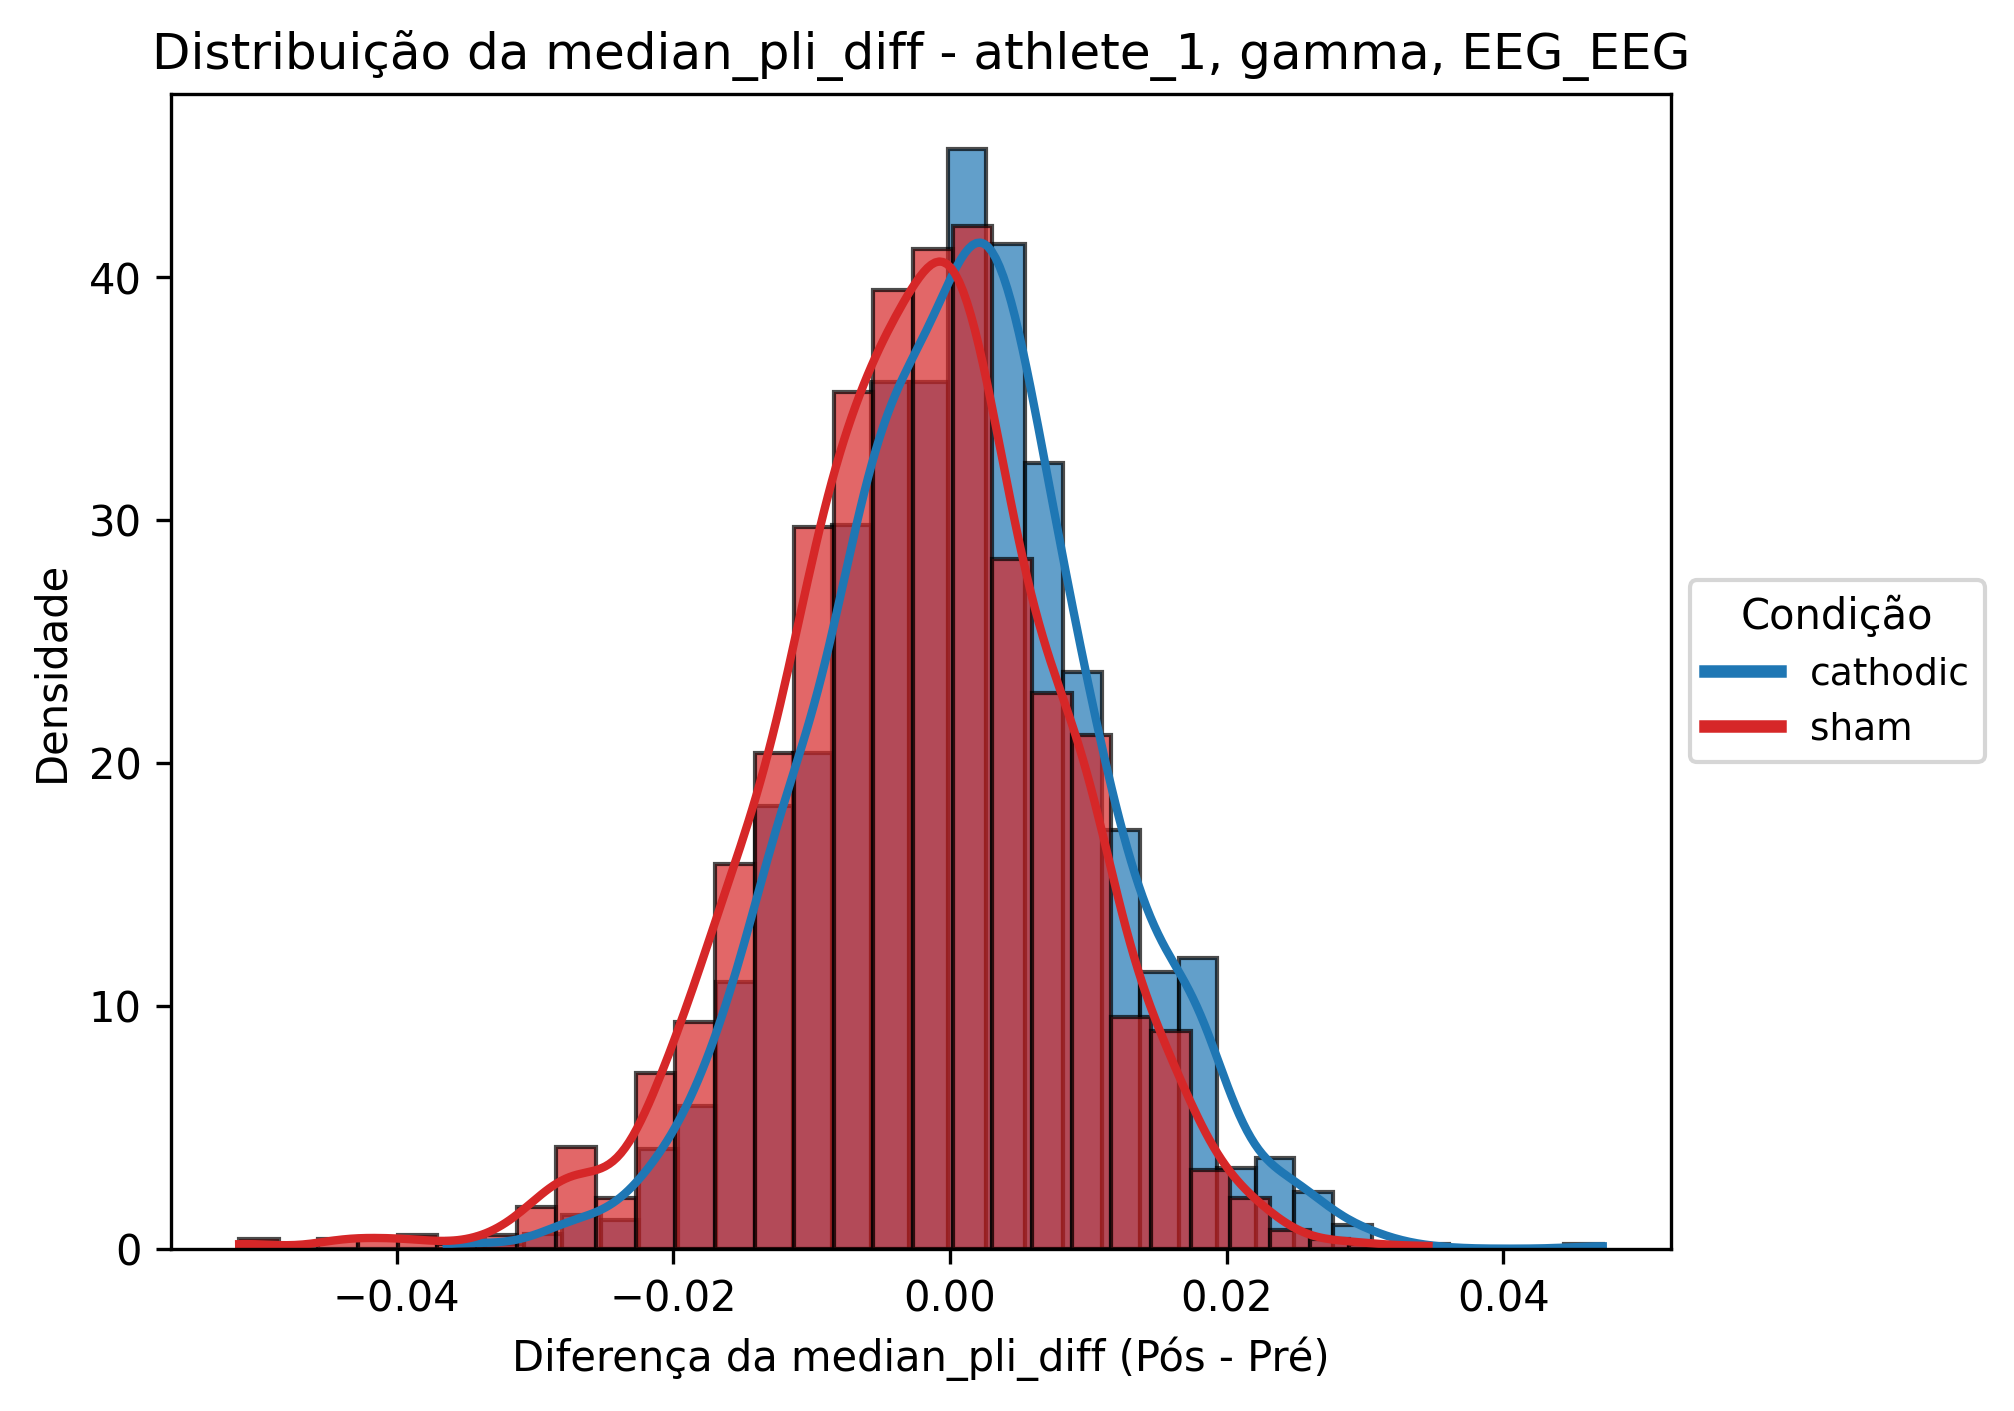 Distribuição da median_pli_diff - athlete_1, gamma, EEG_EEG
Densidade
40
30
20
10
0
−0.04
−0.02
0.00
0.02
0.04
Diferença da median_pli_diff (Pós - Pré)
Condição
cathodic
sham